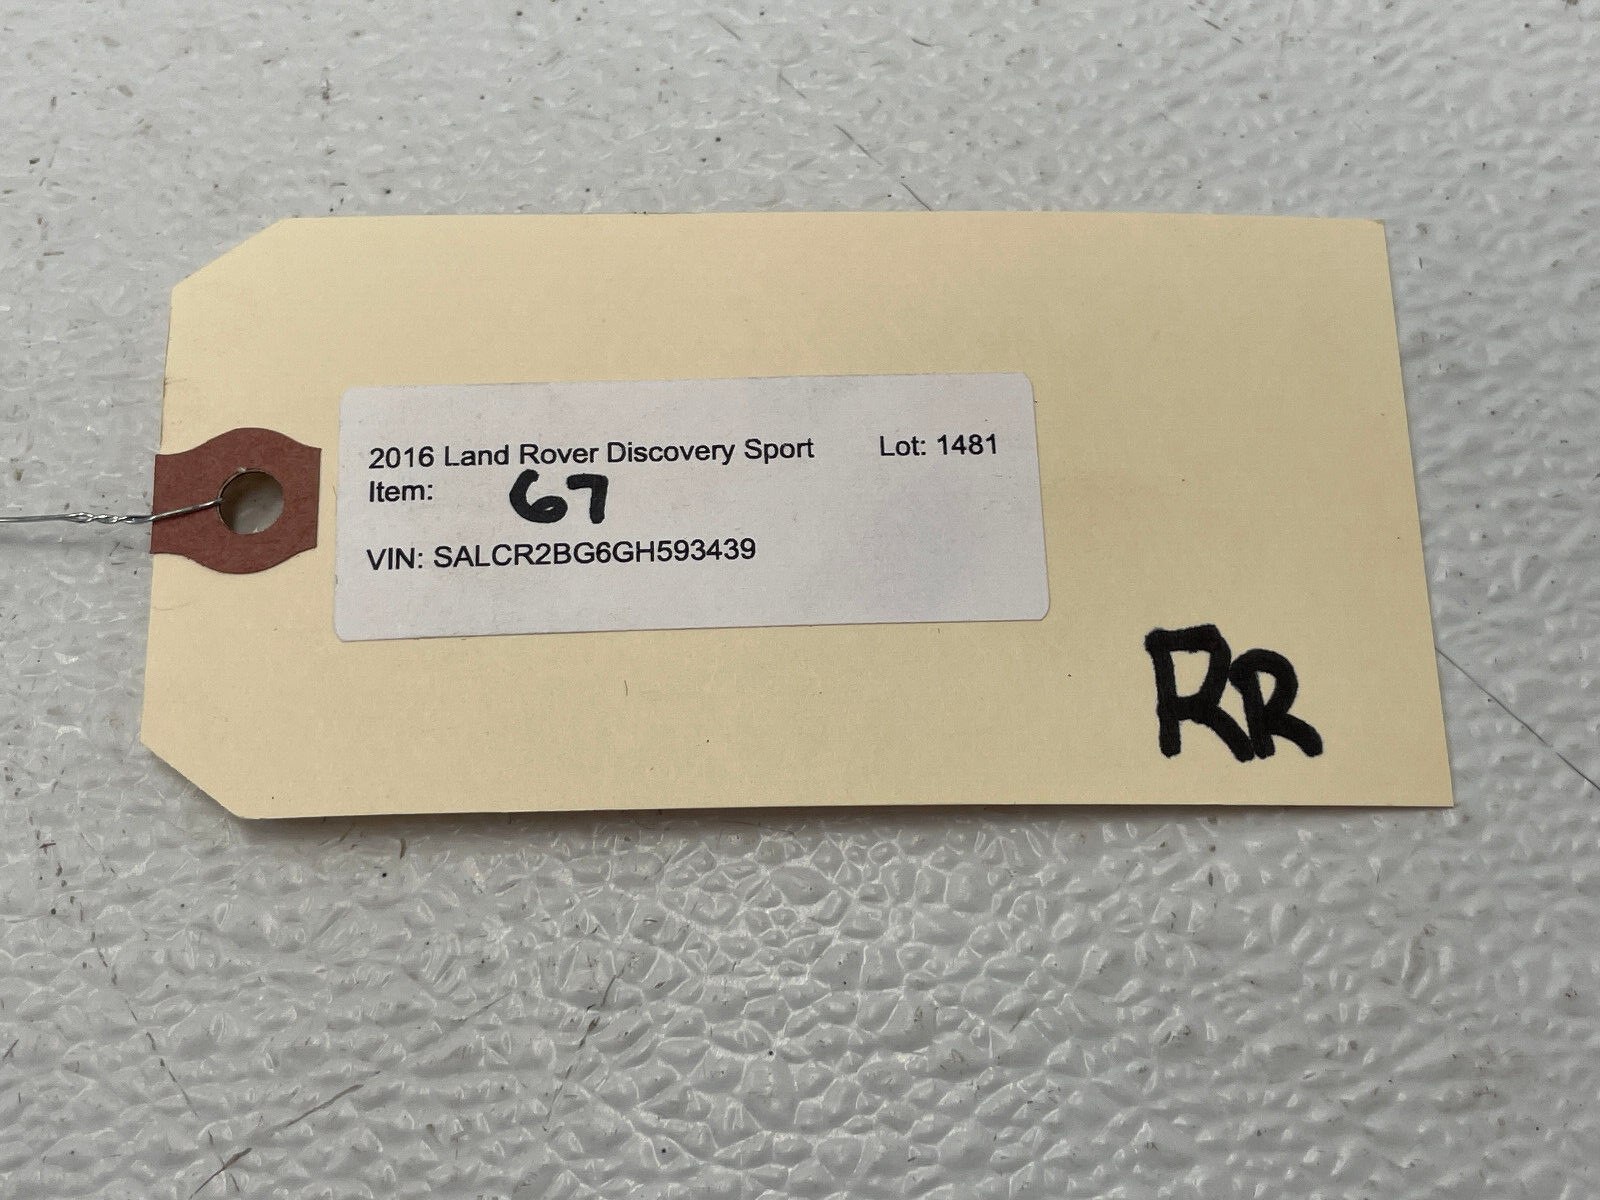 2016 Land Rover Discovery Sport Lot: 1481
Item: 67
VIN: SALCR2BG6GH593439
RR